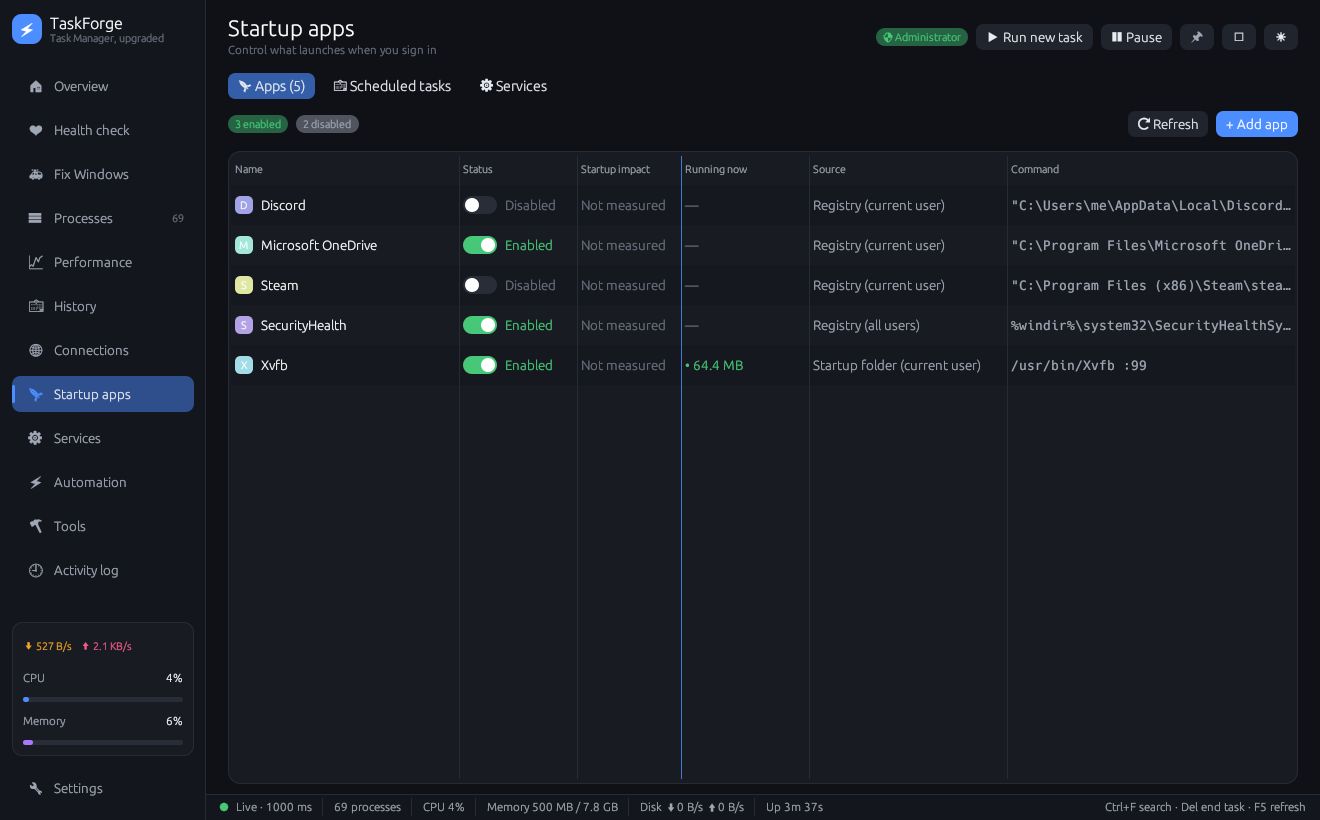 TaskForge
Task Manager, upgraded
Overview
Health check
Fix Windows
Processes 69
Performance
History
Connections
Startup apps
Services
Automation
Tools
Activity log
527 B/s 2.1 KB/s
CPU 4%
Memory 6%
Settings
Startup apps
Control what launches when you sign in
Administrator Run new task Pause
Apps (5) Scheduled tasks Services
3 enabled 2 disabled Refresh + Add app
Name Status Startup impact Running now Source Command
D Discord Disabled Not measured — Registry (current user) "C:\Users\me\AppData\Local\Discord…
M Microsoft OneDrive Enabled Not measured — Registry (current user) "C:\Program Files\Microsoft OneDri…
S Steam Disabled Not measured — Registry (current user) "C:\Program Files (x86)\Steam\stea…
S SecurityHealth Enabled Not measured — Registry (all users) %windir%\system32\SecurityHealthSy…
X Xvfb Enabled Not measured • 64.4 MB Startup folder (current user) /usr/bin/Xvfb :99
Live · 1000 ms 69 processes CPU 4% Memory 500 MB / 7.8 GB Disk 0 B/s 0 B/s Up 3m 37s Ctrl+F search · Del end task · F5 refresh